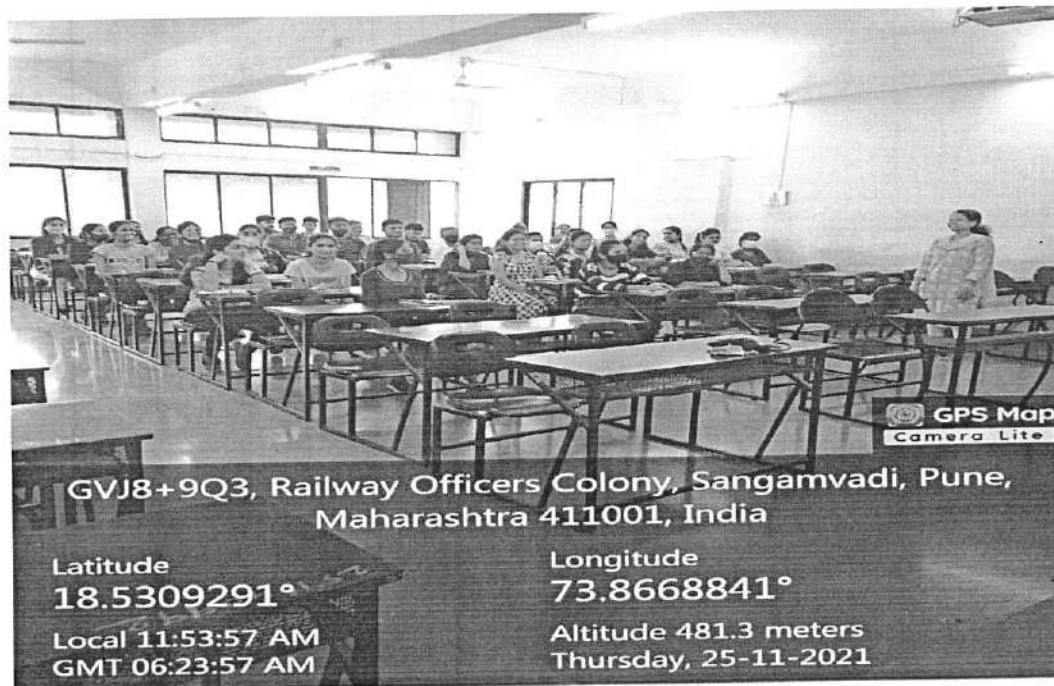 GPS Map
Camera Lite
GVJ8+9Q3, Railway Officers Colony, Sangamvadi, Pune,
Maharashtra 411001, India
Latitude
18.5309291°
Longitude
73.8668841°
Local 11:53:57 AM
GMT 06:23:57 AM
Altitude 481.3 meters
Thursday, 25-11-2021